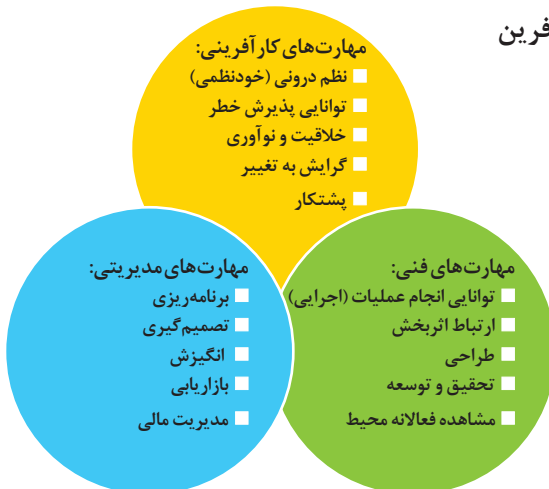 فرین
مهارت‌های کارآفرینی:
نظم درونی (خودنظمی)
توانایی پذیرش خطر
خلاقیت و نوآوری
گرایش به تغییر
پشتکار
مهارت‌های فنی:
توانایی انجام عملیات (اجرایی)
ارتباط اثربخش
طراحی
تحقیق و توسعه
مشاهده فعالانه محیط
مهارت‌های مدیریتی:
برنامه‌ریزی
تصمیم‌گیری
انگیزش
بازاریابی
مدیریت مالی